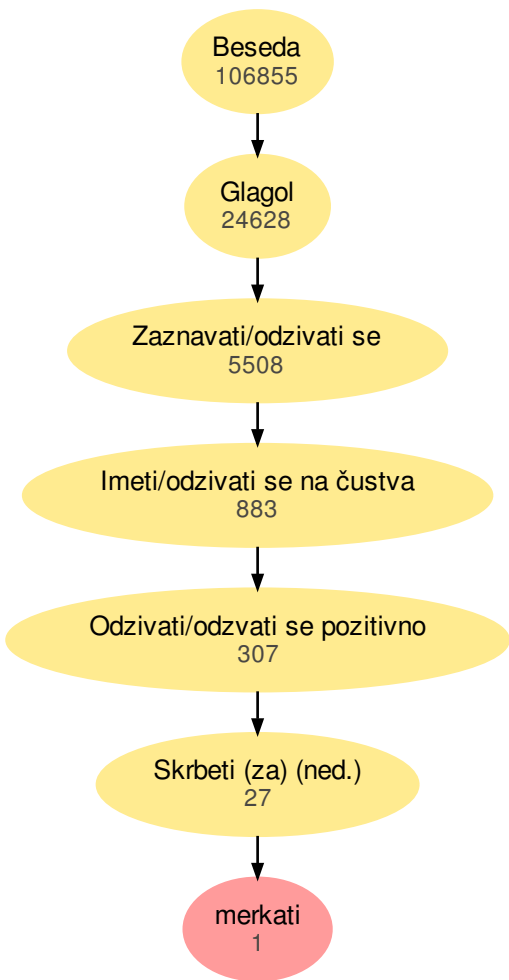 Beseda
106855
Glagol
24628
Zaznavati/odzivati se
5508
Imeti/odzivati se na čustva
883
Odzivati/odzvati se pozitivno
307
Skrbeti (za) (ned.)
27
merkati
1